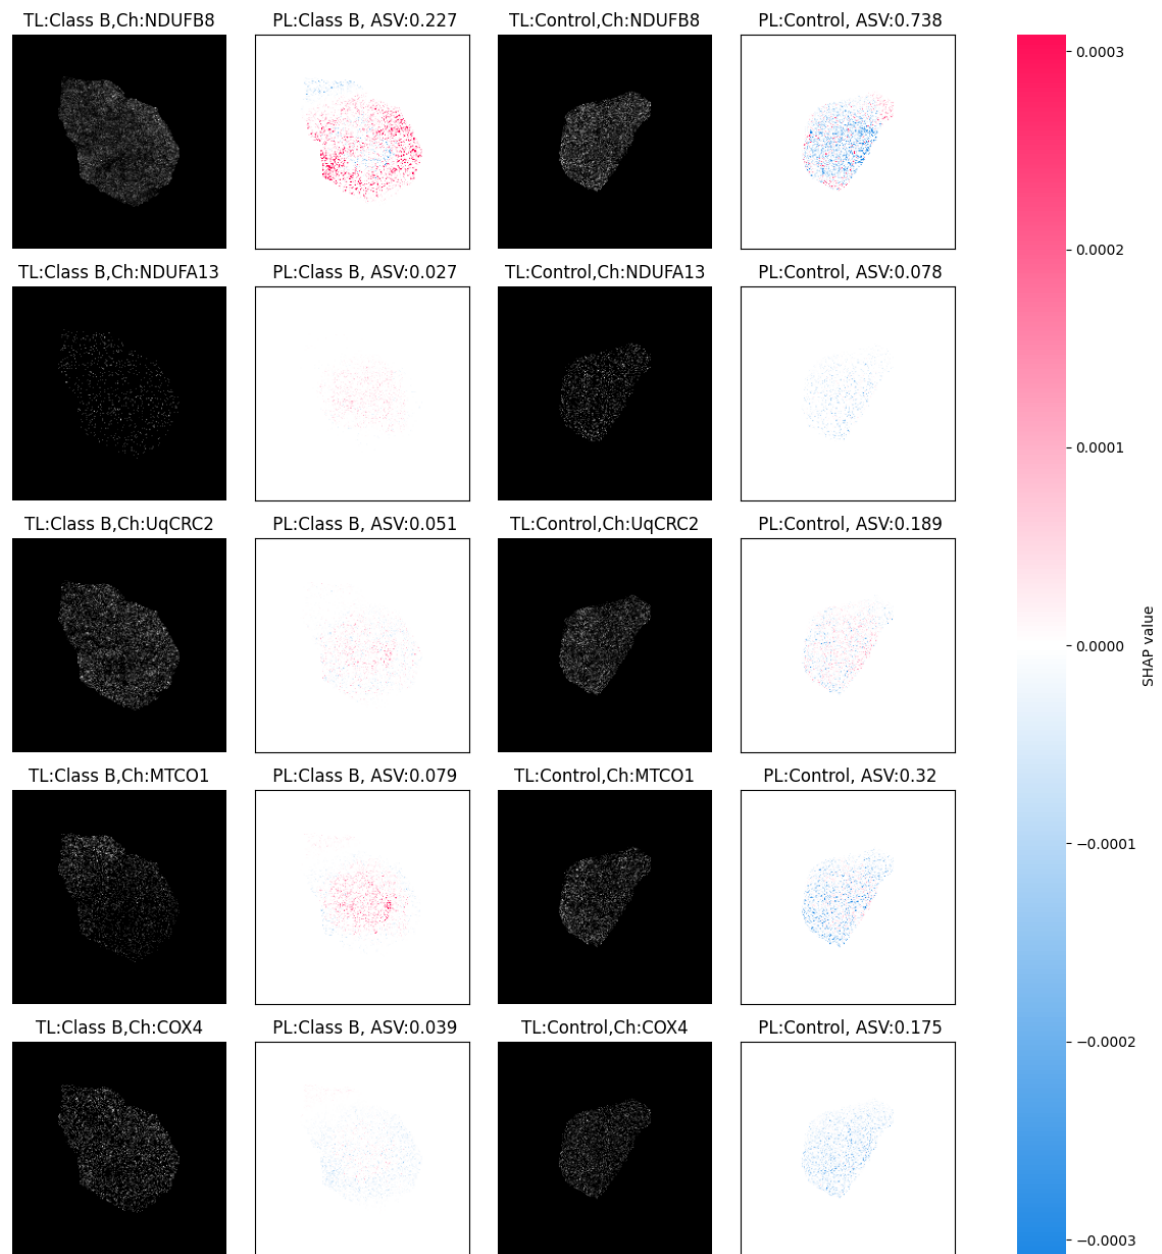 TL:Class B,Ch:NDUFB8
PL:Class B, ASV:0.227
TL:Control,Ch:NDUFB8
PL:Control, ASV:0.738
TL:Class B,Ch:NDUFA13
PL:Class B, ASV:0.027
TL:Control,Ch:NDUFA13
PL:Control, ASV:0.078
TL:Class B,Ch:UqCRC2
PL:Class B, ASV:0.051
TL:Control,Ch:UqCRC2
PL:Control, ASV:0.189
TL:Class B,Ch:MTCO1
PL:Class B, ASV:0.079
TL:Control,Ch:MTCO1
PL:Control, ASV:0.32
TL:Class B,Ch:COX4
PL:Class B, ASV:0.039
TL:Control,Ch:COX4
PL:Control, ASV:0.175
0.0003
0.0002
0.0001
0.0000
−0.0001
−0.0002
−0.0003
SHAP value